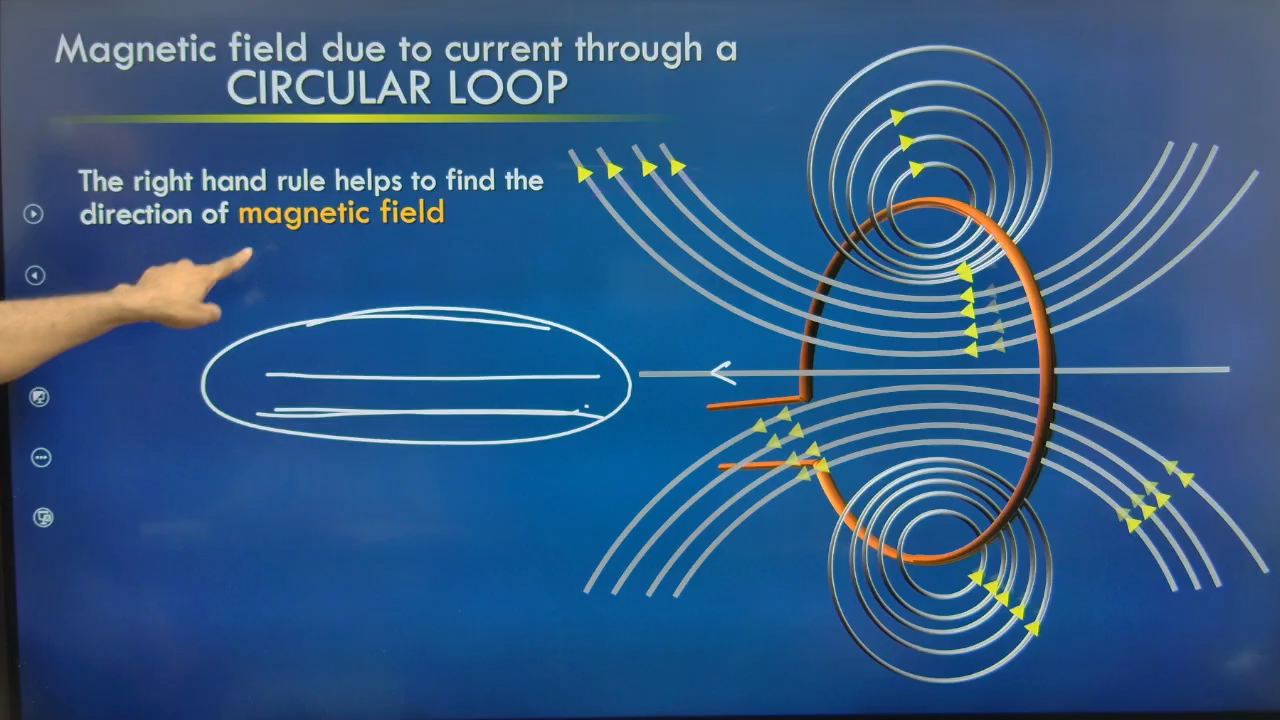 Magnetic field due to current through a
CIRCULAR LOOP
The right hand rule helps to find the
direction of magnetic field